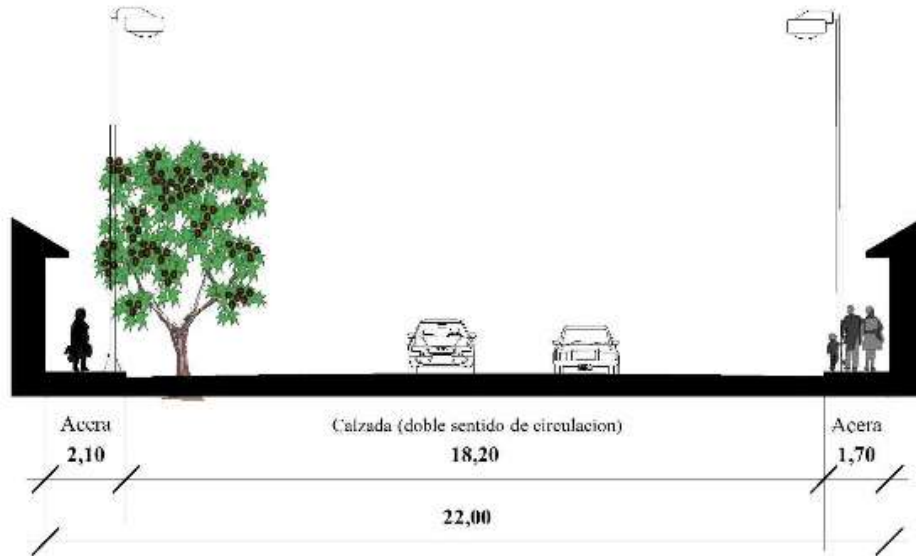 Acera Calzada (doble sentido de circulacion) Acera
2,10 18,20 1,70
22,00